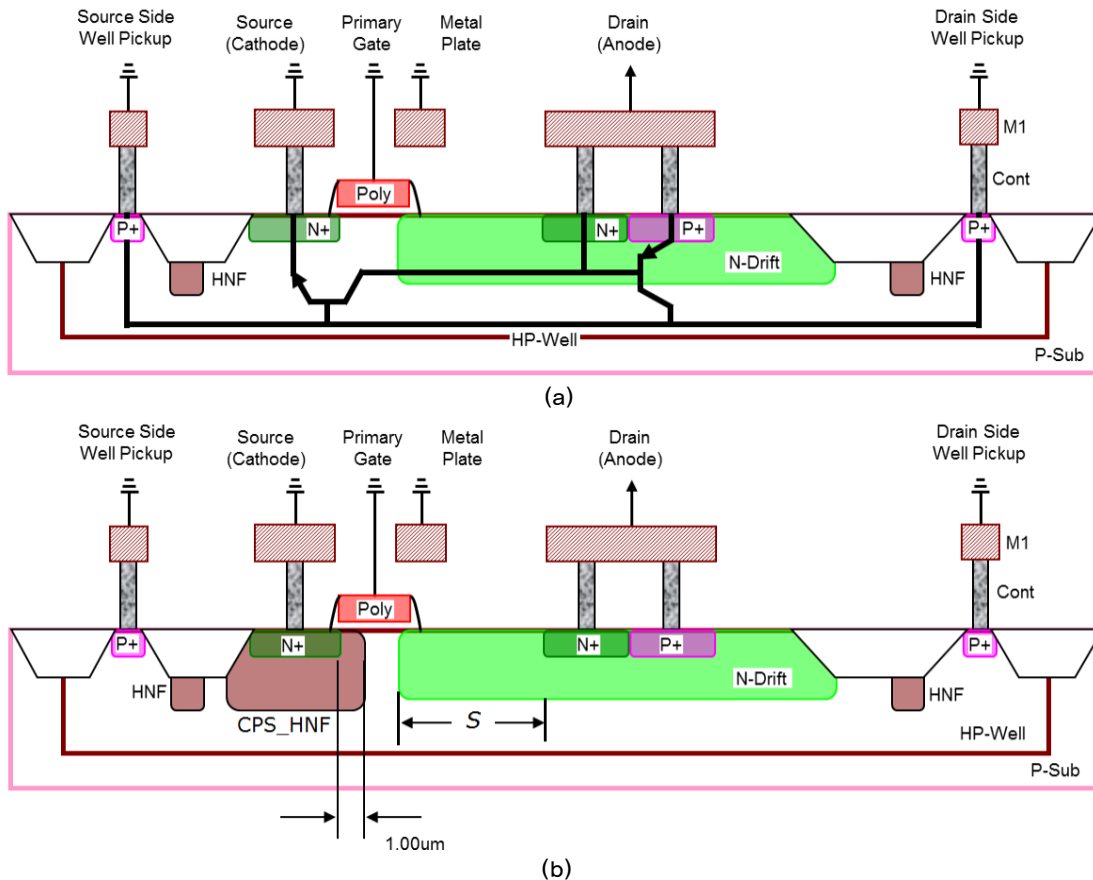 Source Side
Well Pickup
Source
(Cathode)
Primary
Gate
Metal
Plate
Drain
(Anode)
Drain Side
Well Pickup
M1
Cont
Poly
P+
N+
N+
P+
P+
N-Drift
HNF
HNF
HP-Well
P-Sub
(a)
Source Side
Well Pickup
Source
(Cathode)
Primary
Gate
Metal
Plate
Drain
(Anode)
Drain Side
Well Pickup
M1
Cont
Poly
P+
N+
N+
P+
P+
N-Drift
HNF
HNF
CPS_HNF
S
HP-Well
P-Sub
1.00um
(b)